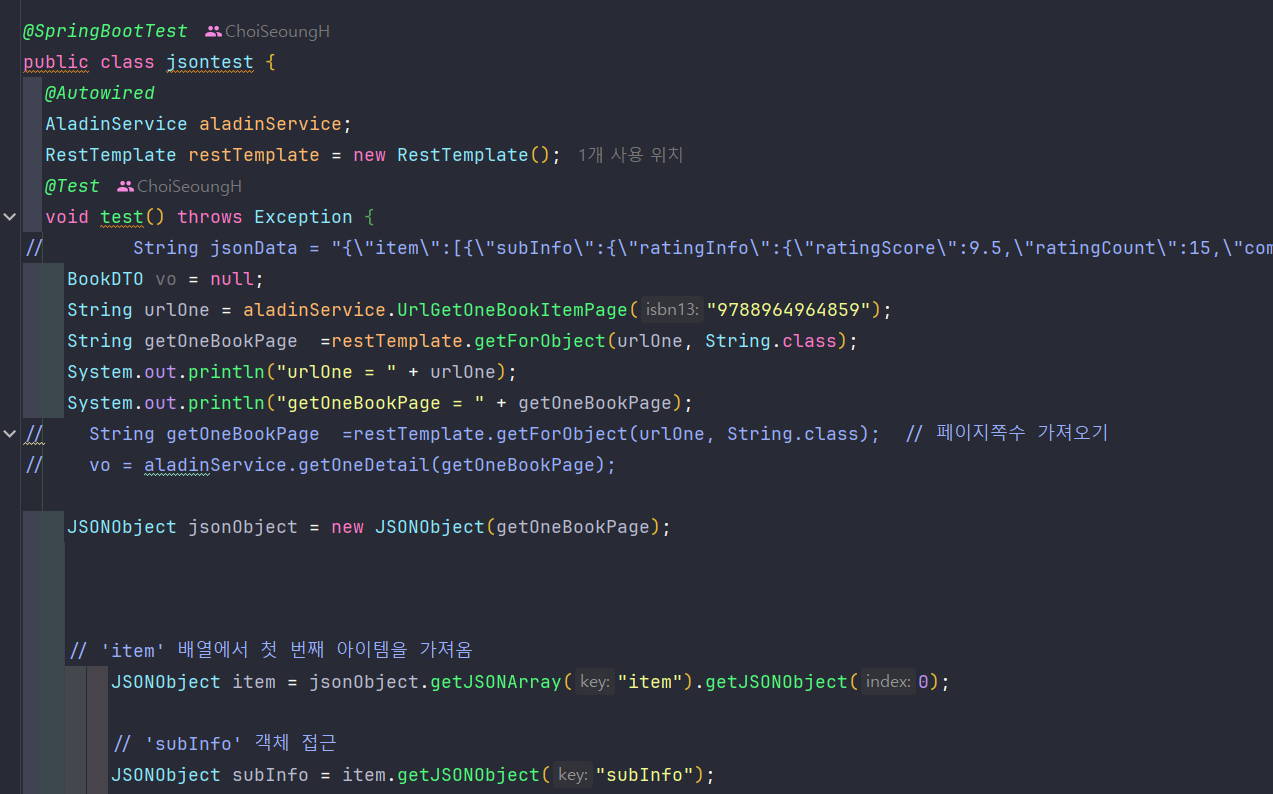 @SpringBootTest ChoiSeoungH
public class jsontest {
@Autowired
AladinService aladinService;
RestTemplate restTemplate = new RestTemplate(); 1개 사용 위치
@Test ChoiSeoungH
void test() throws Exception {
// String jsonData = "{\"item\":[{\"subInfo\":{\"ratingInfo\":{\"ratingScore\":9.5,\"ratingCount\":15,\"com
BookDTO vo = null;
String urlOne = aladinService.UrlGetOneBookItemPage( isbn13: "9788964964859");
String getOneBookPage =restTemplate.getForObject(urlOne, String.class);
System.out.println("urlOne = " + urlOne);
System.out.println("getOneBookPage = " + getOneBookPage);
// String getOneBookPage =restTemplate.getForObject(urlOne, String.class); // 페이지쪽수 가져오기
// vo = aladinService.getOneDetail(getOneBookPage);
JSONObject jsonObject = new JSONObject(getOneBookPage);
// 'item' 배열에서 첫 번째 아이템을 가져옴
JSONObject item = jsonObject.getJSONArray( key: "item").getJSONObject( index: 0);
// 'subInfo' 객체 접근
JSONObject subInfo = item.getJSONObject( key: "subInfo");